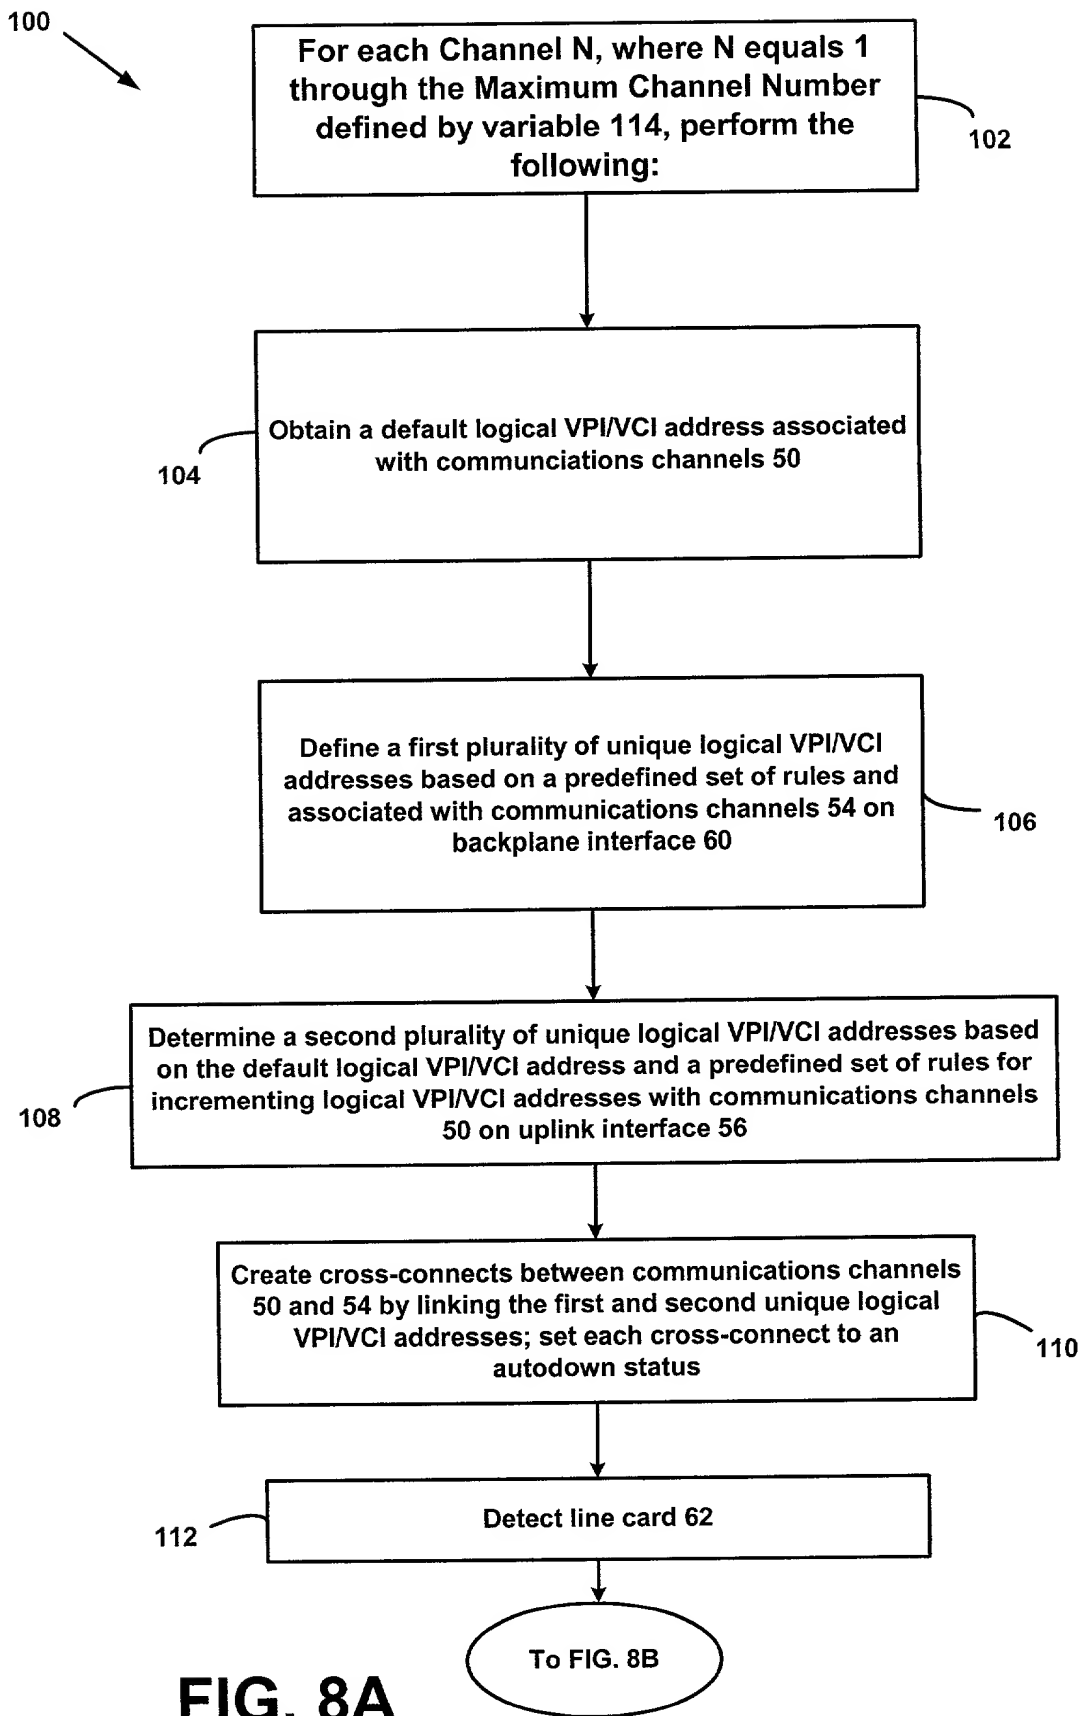 100
For each Channel N, where N equals 1
through the Maximum Channel Number
defined by variable 114, perform the
following:
102
Obtain a default logical VPI/VCI address associated
with communciations channels 50
104
Define a first plurality of unique logical VPI/VCI
addresses based on a predefined set of rules and
associated with communications channels 54 on
backplane interface 60
106
Determine a second plurality of unique logical VPI/VCI addresses based
on the default logical VPI/VCI address and a predefined set of rules for
incrementing logical VPI/VCI addresses with communications channels
50 on uplink interface 56
108
Create cross-connects between communications channels
50 and 54 by linking the first and second unique logical
VPI/VCI addresses; set each cross-connect to an
autodown status
110
Detect line card 62
112
To FIG. 8B
FIG. 8A